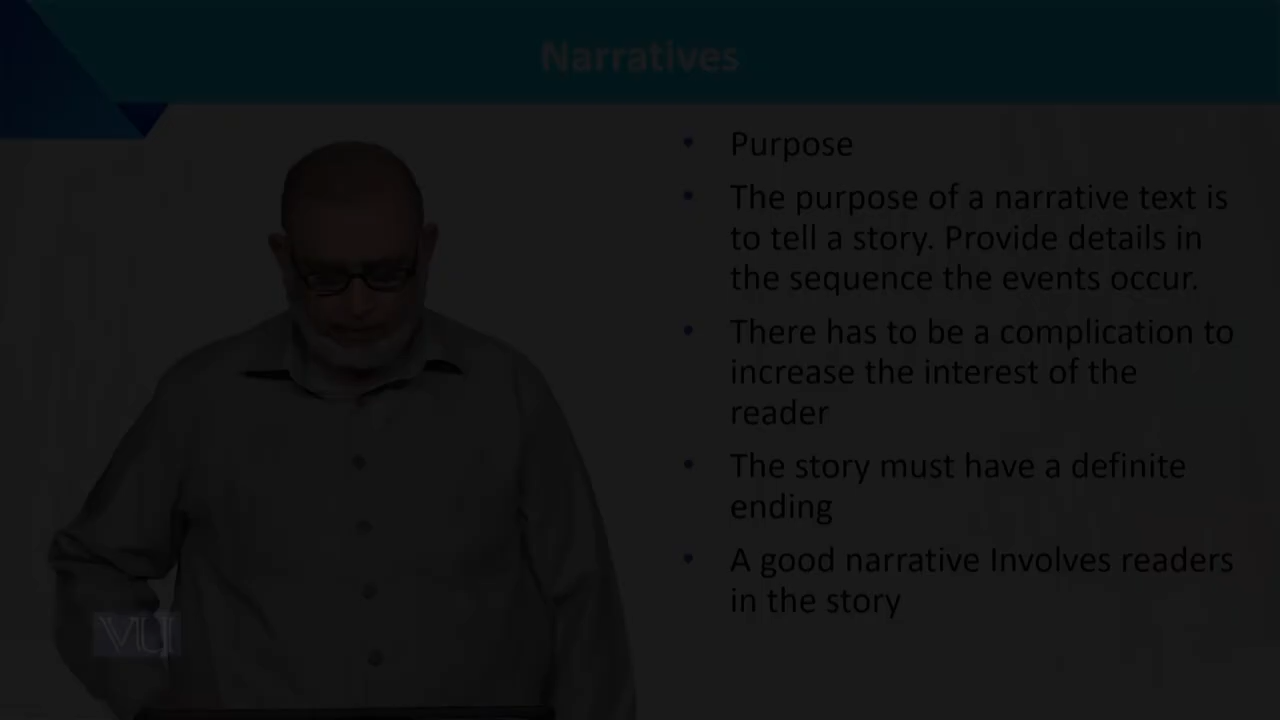 Narratives
• Purpose
• The purpose of a narrative text is
to tell a story. Provide details in
the sequence the events occur.
• There has to be a complication to
increase the interest of the
reader
• The story must have a definite
ending
• A good narrative Involves readers
in the story
VU